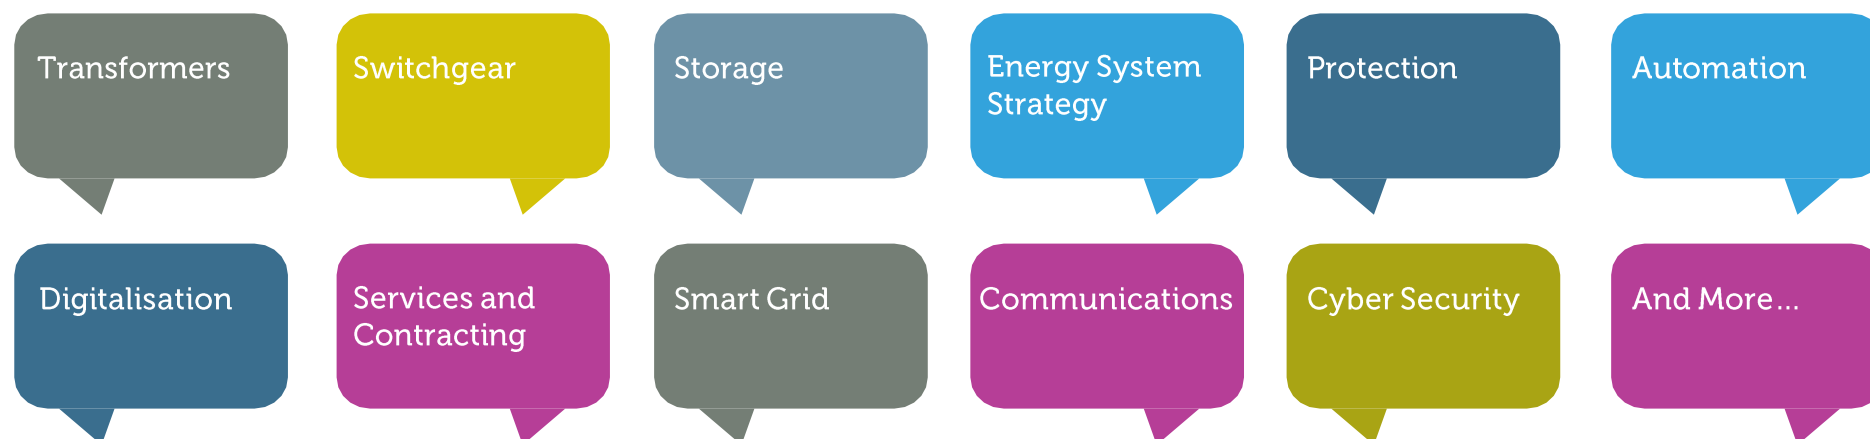 Transformers
Switchgear
Storage
Energy System
Strategy
Protection
Automation
Digitalisation
Services and
Contracting
Smart Grid
Communications
Cyber Security
And More...